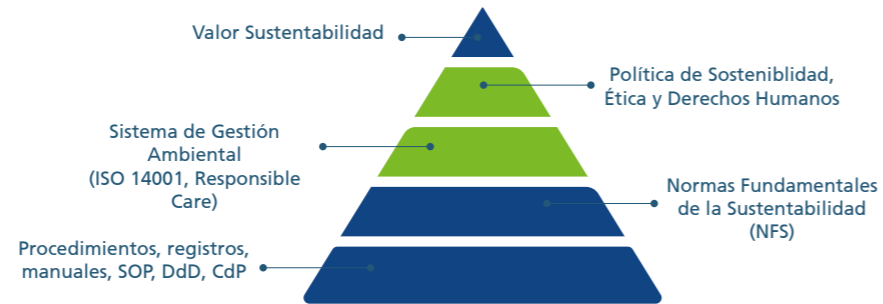 Valor Sustentabilidad
Política de Sosteniblidad,
Ética y Derechos Humanos
Sistema de Gestión
Ambiental
(ISO 14001, Responsible
Care)
Normas Fundamentales
de la Sustentabilidad
(NFS)
Procedimientos, registros,
manuales, SOP, DdD, CdP